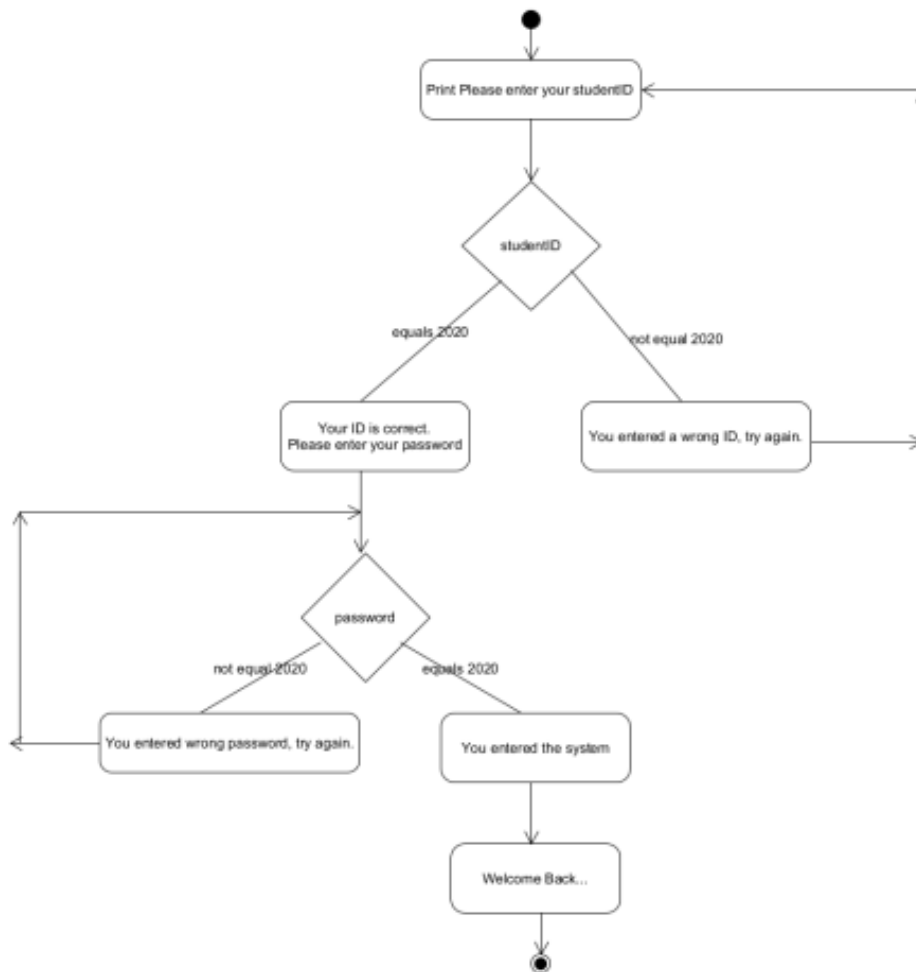 Print Please enter your studentID
studentID
equals 2020
not equal 2020
Your ID is correct.
Please enter your password
You entered a wrong ID, try again.
password
not equal 2020
equals 2020
You entered wrong password, try again.
You entered the system
Welcome Back...